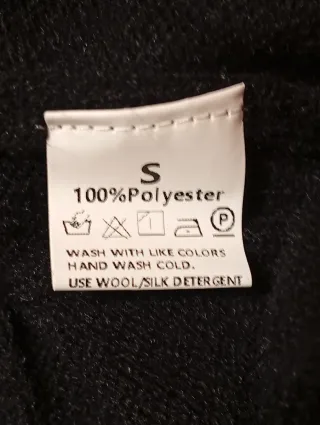 S
100%Polyester
P
WASH WITH LIKE COLORS
HAND WASH COLD.
USE WOOL/SILK DETERGENT